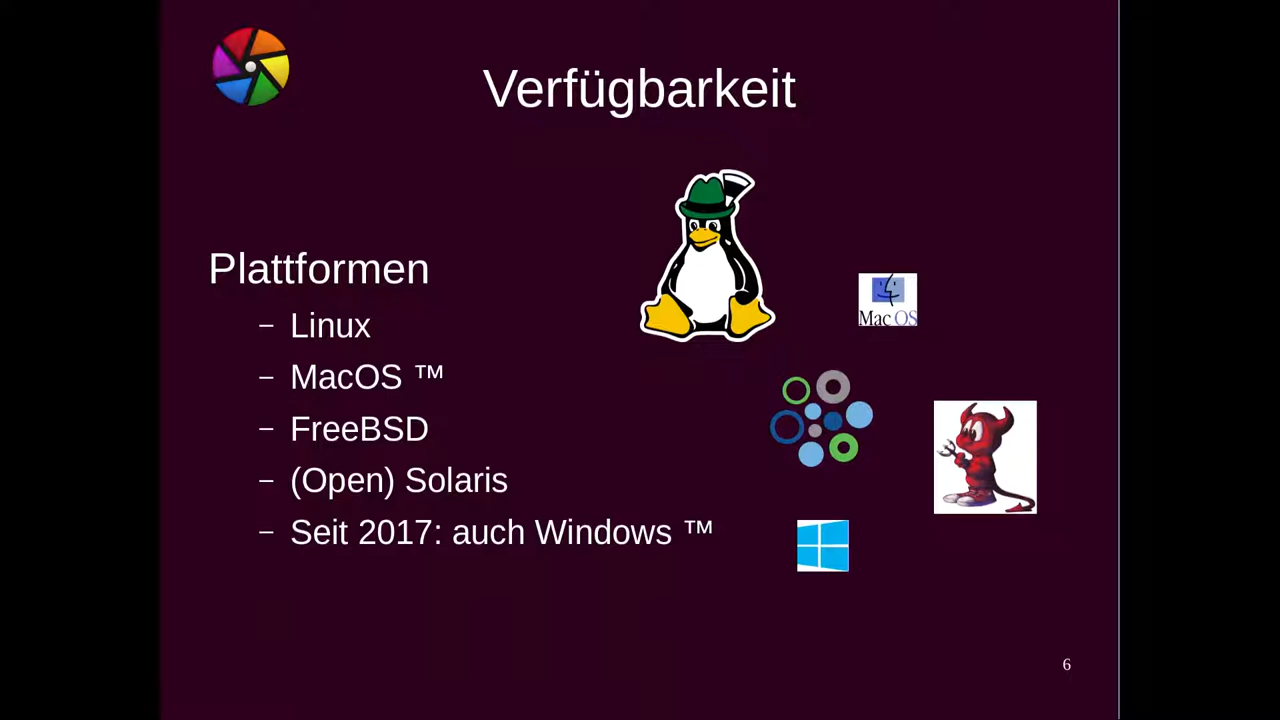 Verfügbarkeit
Plattformen
– Linux
– MacOS ™
– FreeBSD
– (Open) Solaris
– Seit 2017: auch Windows ™
Mac OS
6